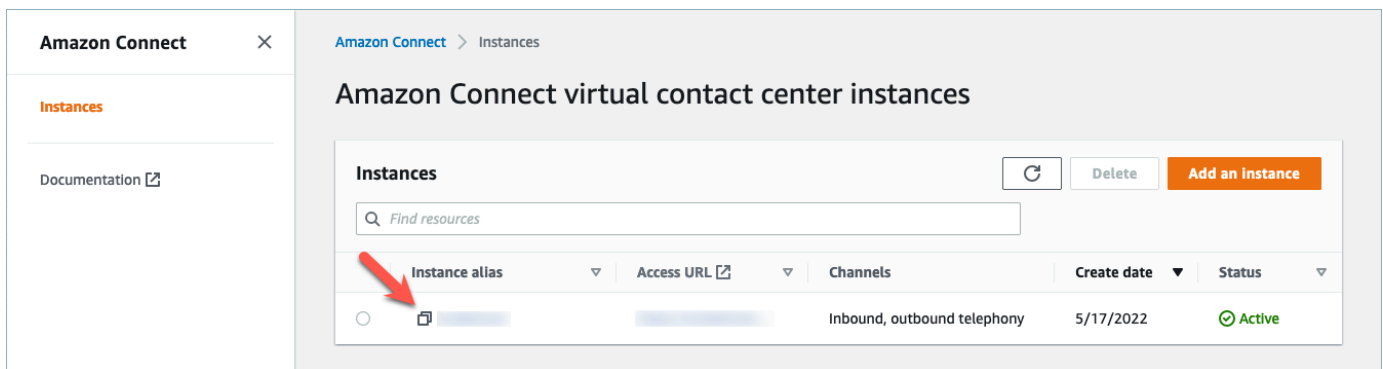 Amazon Connect
Instances
Documentation
Amazon Connect > Instances
Amazon Connect virtual contact center instances
Instances
Delete
Add an instance
Find resources
Instance alias
Access URL
Channels
Create date
Status
Inbound, outbound telephony
5/17/2022
Active